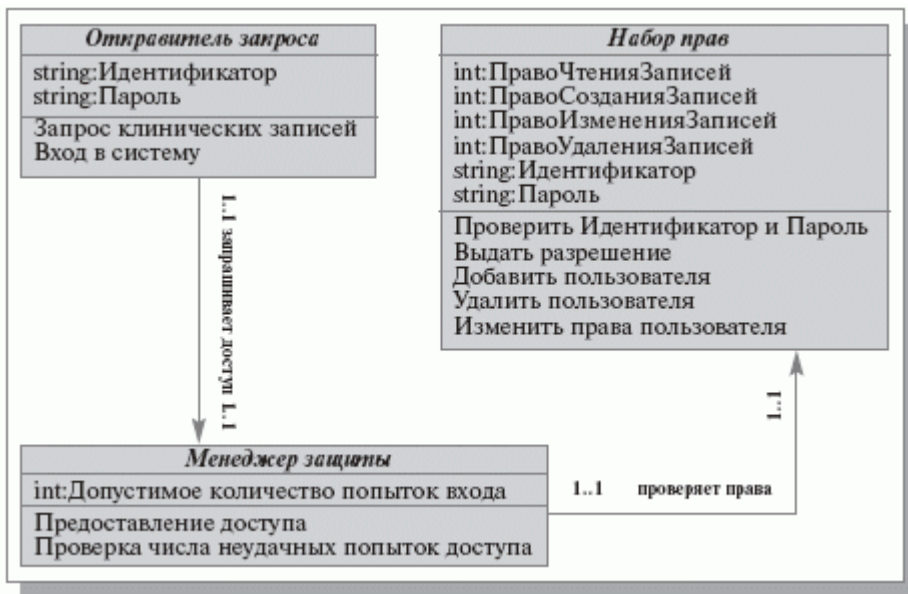 Отправитель запроса
string:Идентификатор
string:Пароль
Запрос клинических записей
Вход в систему
Набор прав
int:ПравоЧтенияЗаписей
int:ПравоСозданияЗаписей
int:ПравоИзмененияЗаписей
int:ПравоУдаленияЗаписей
string:Идентификатор
string:Пароль
Проверить Идентификатор и Пароль
Выдать разрешение
Добавить пользователя
Удалить пользователя
Изменить права пользователя
1..1 запрашивает доступ 1..1
Менеджер защиты
int:Допустимое количество попыток входа
Предоставление доступа
Проверка числа неудачных попыток доступа
1..1 проверяет права
1..1